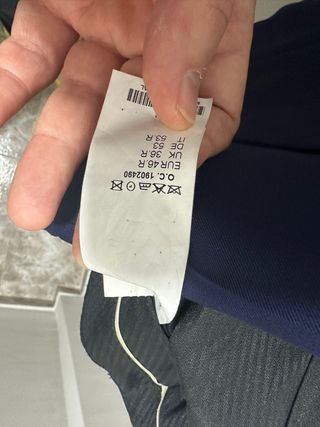 O.C. 1902490
EUR 46 R
UK 36.R
DE 53
IT 53.R